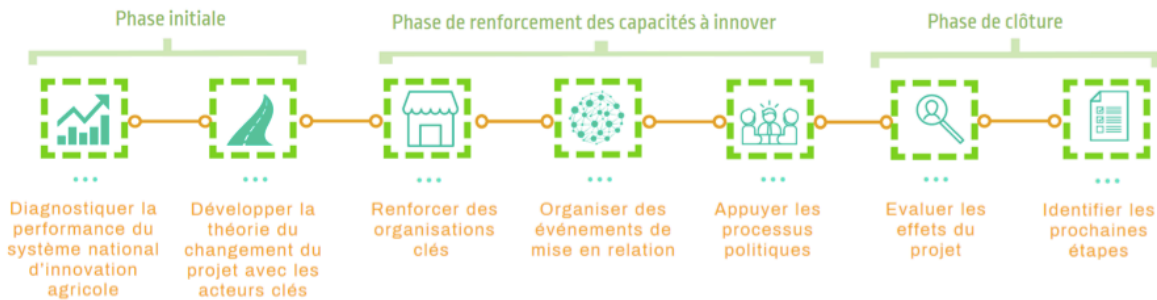 Phase initiale
Phase de renforcement des capacités à innover
Phase de clôture
Diagnostiquer la
performance du
système national
d'innovation
agricole
Développer la
théorie du
changement du
projet avec les
acteurs clés
Renforcer des
organisations
clés
Organiser des
événements de
mise en relation
Appuyer les
processus
politiques
Evaluer les
effets du
projet
Identifier les
prochaines
étapes